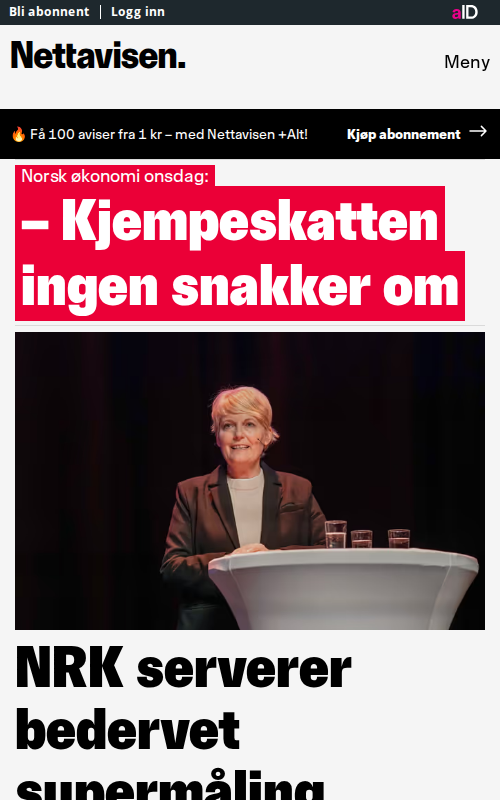 Bli abonnent Logg inn aID
Nettavisen.
Meny
🔥 Få 100 aviser fra 1 kr – med Nettavisen +Alt! Kjøp abonnement →
Norsk økonomi onsdag:
– Kjempeskatten
ingen snakker om
NRK serverer
bedervet
supermåling